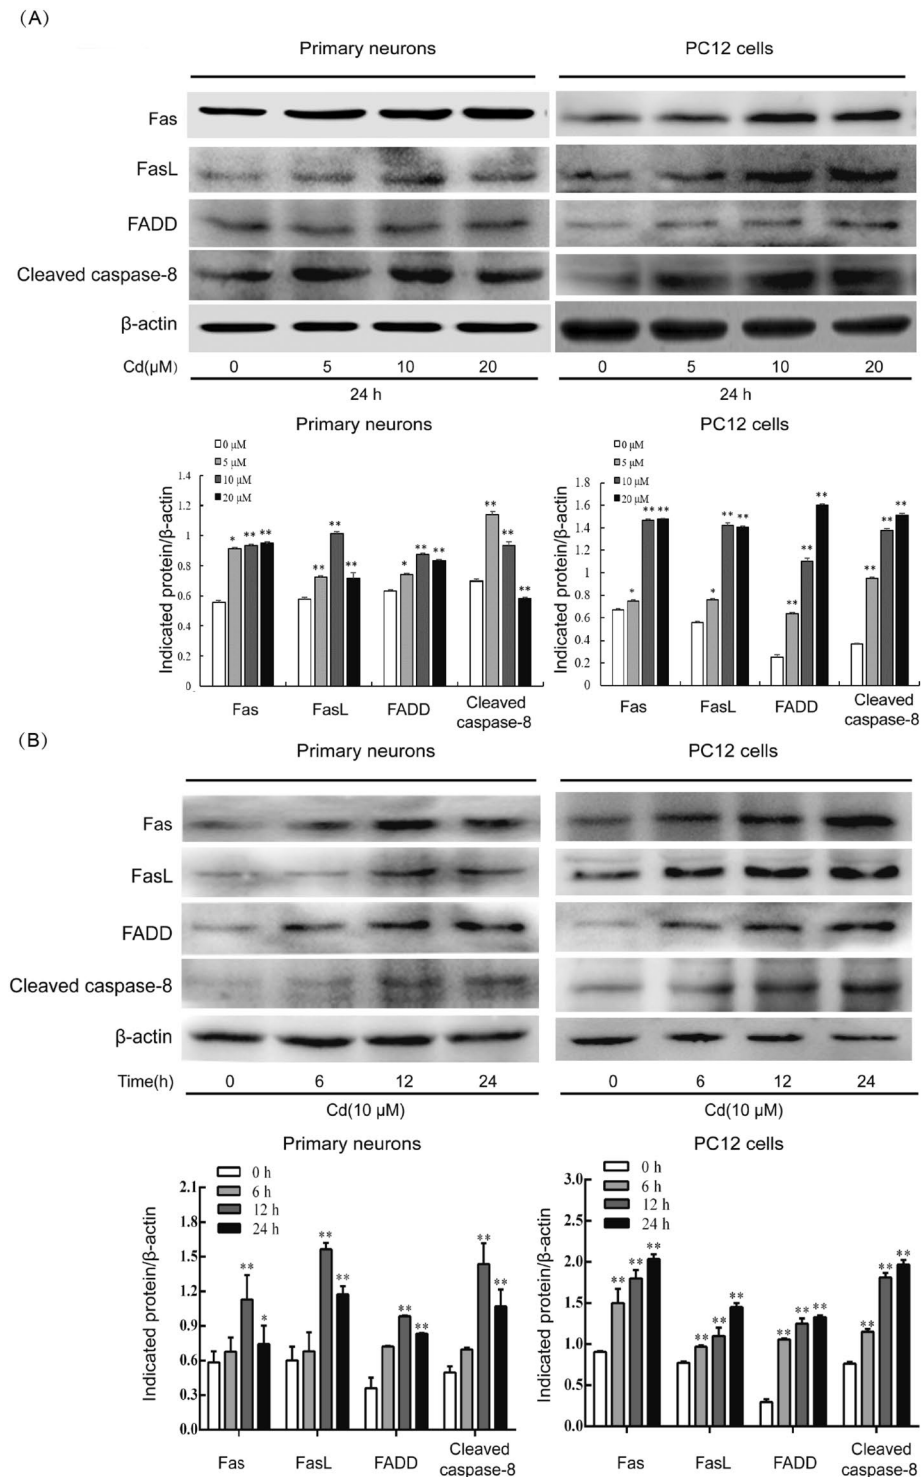 (A)
Primary neurons
PC12 cells
Fas
FasL
FADD
Cleaved caspase-8
β-actin
Cd(μM) 0 5 10 20 0 5 10 20
24 h 24 h
Primary neurons
PC12 cells
Indicated protein/β-actin
0 μM
5 μM
10 μM
20 μM
1.4
1.2
1
0.8
0.6
0.4
0.2
0
* ** **
** ** **
* ** **
** ** **
Fas FasL FADD Cleaved caspase-8
Indicated protein/β-actin
0 μM
5 μM
10 μM
20 μM
1.8
1.6
1.4
1.2
1
0.8
0.6
0.4
0.2
0
* ** **
* ** **
** ** **
** ** **
Fas FasL FADD Cleaved caspase-8
(B)
Primary neurons
PC12 cells
Fas
FasL
FADD
Cleaved caspase-8
β-actin
Time(h) 0 6 12 24 0 6 12 24
Cd(10 μM) Cd(10 μM)
Primary neurons
PC12 cells
Indicated protein/β-actin
0 h
6 h
12 h
24 h
2.1
1.8
1.5
1.2
0.9
0.6
0.3
0.0
** *
** **
** **
** **
Fas FasL FADD Cleaved caspase-8
Indicated protein/β-actin
0 h
6 h
12 h
24 h
3.0
2.5
2.0
1.5
1.0
0.5
0.0
** ** **
** ** **
** ** **
** ** **
Fas FasL FADD Cleaved caspase-8